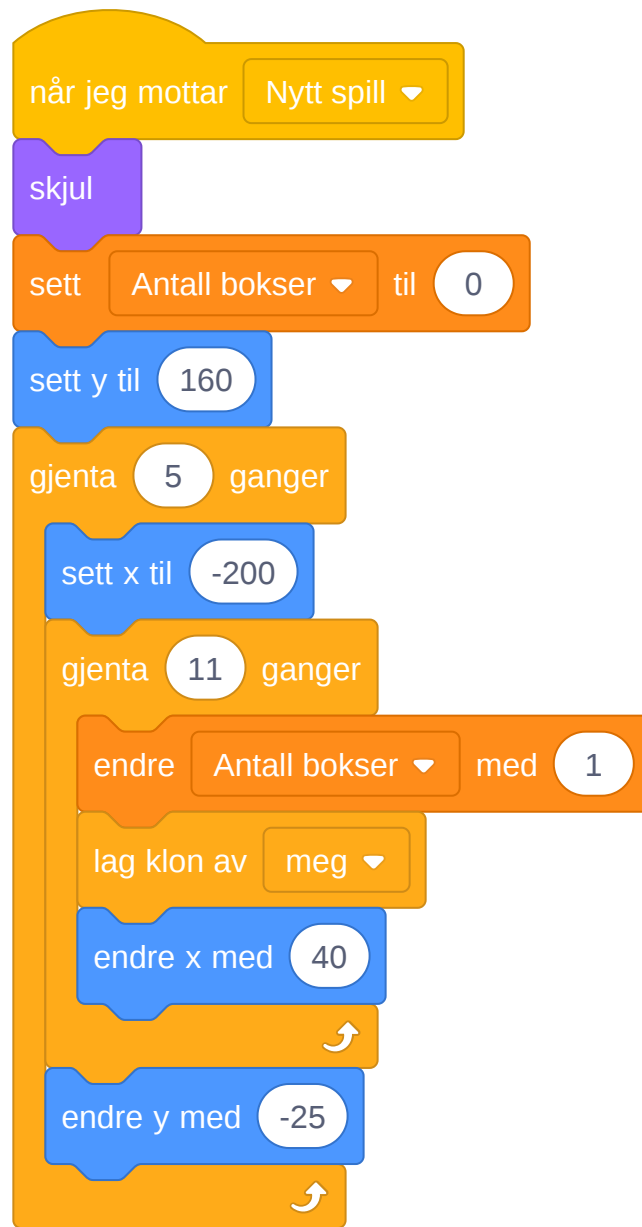 når jeg mottar Nytt spill
skjul
sett Antall bokser til 0
sett y til 160
gjenta 5 ganger
sett x til -200
gjenta 11 ganger
endre Antall bokser med 1
lag klon av meg
endre x med 40
endre y med -25